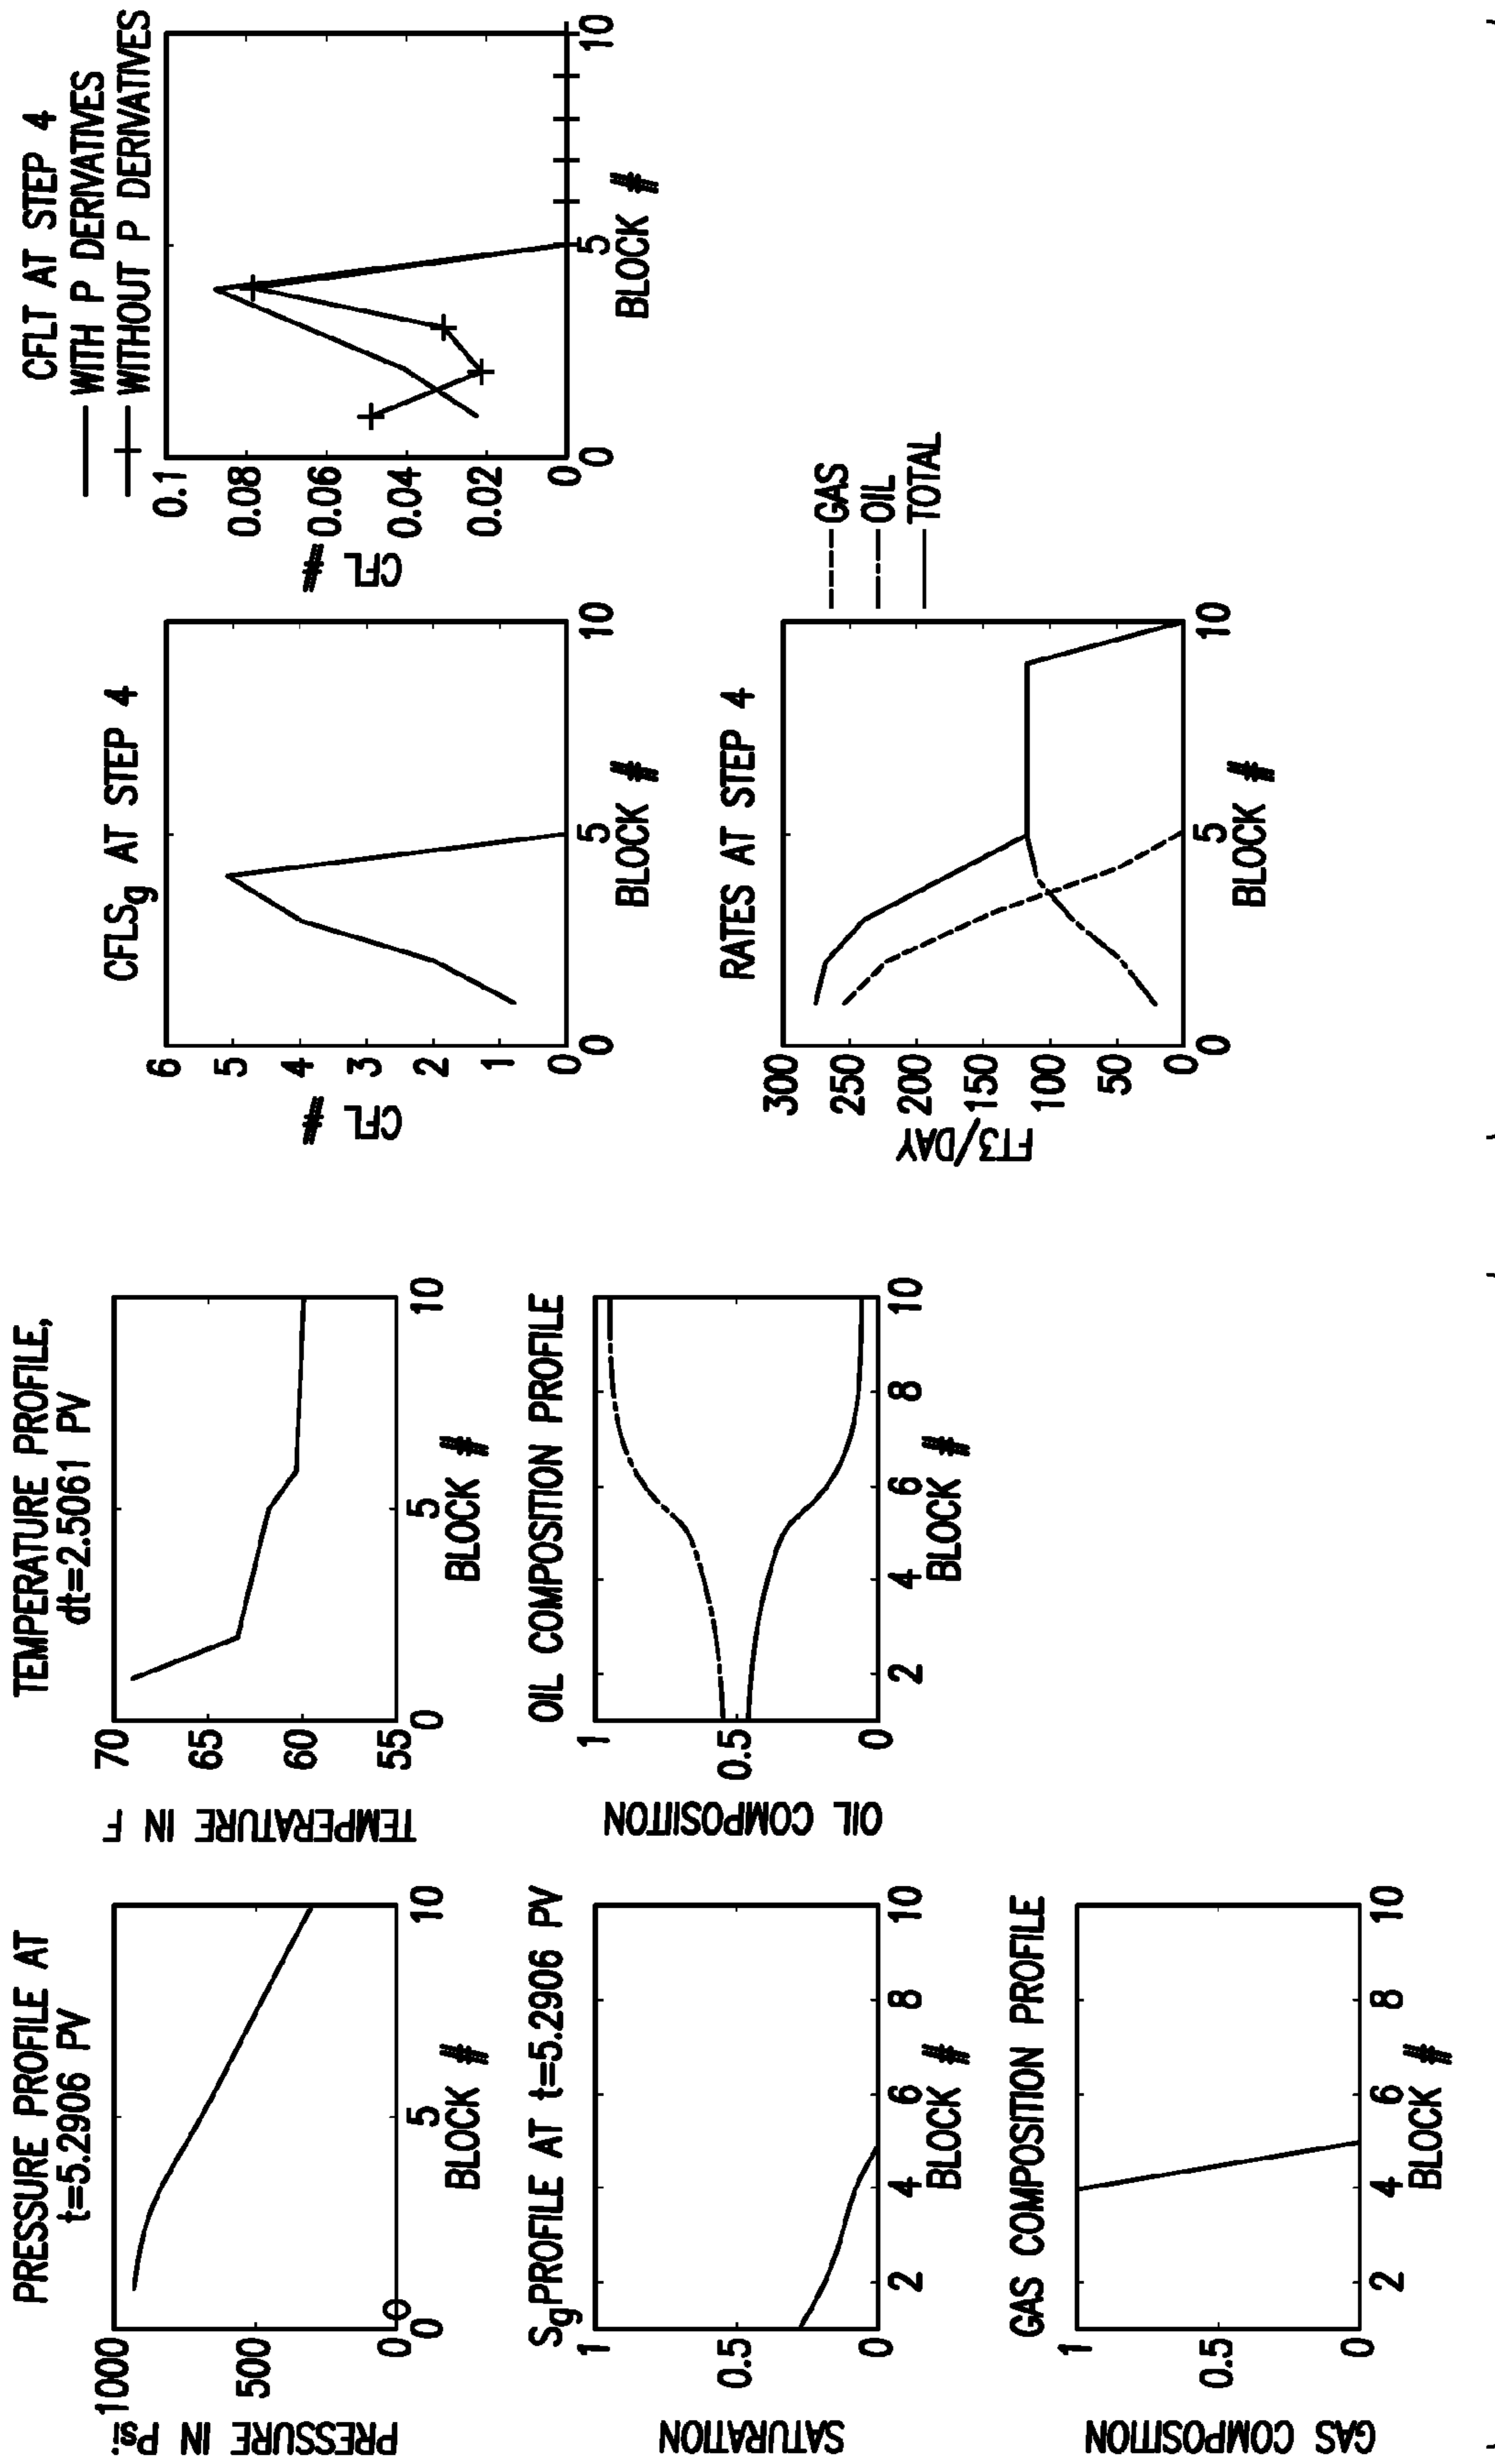 PRESSURE PROFILE AT
t=5.2906 PV
PRESSURE IN Psi
1000
500
0
0
5
10
BLOCK #
TEMPERATURE PROFILE,
dt=2.5061 PV
TEMPERATURE IN F
70
65
60
55
0
5
10
BLOCK #
SgPROFILE AT t=5.2906 PV
SATURATION
1
0.5
0
2
4
6
8
10
BLOCK #
OIL COMPOSITION PROFILE
OIL COMPOSITION
1
0.5
0
2
4
6
8
10
BLOCK #
GAS COMPOSITION PROFILE
GAS COMPOSITION
1
0.5
0
2
4
6
8
10
BLOCK #
CFLSg AT STEP 4
CFL #
6
5
4
3
2
1
0
0
5
10
BLOCK #
CFLT AT STEP 4
WITH P DERIVATIVES
WITHOUT P DERIVATIVES
CFL #
0.1
0.08
0.06
0.04
0.02
0
0
5
10
BLOCK #
RATES AT STEP 4
FT3/DAY
300
250
200
150
100
50
0
0
5
10
BLOCK #
GAS
OIL
TOTAL